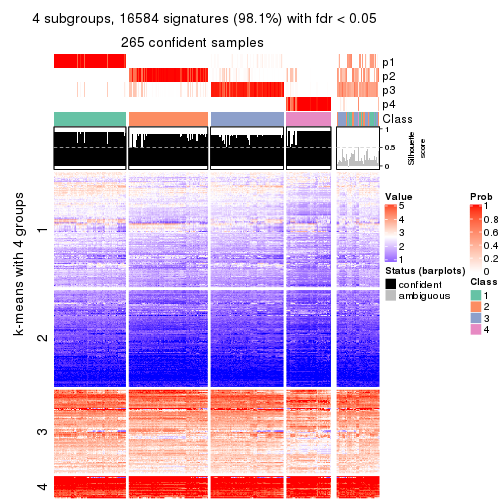 4 subgroups, 16584 signatures (98.1%) with fdr < 0.05
265 confident samples
p1
p2
p3
p4
Class
1
0.5
0
Silhouette
score
k-means with 4 groups
1
2
3
4
Value
5
4
3
2
1
Status (barplots)
confident
ambiguous
Prob
1
0.8
0.6
0.4
0.2
0
Class
1
2
3
4